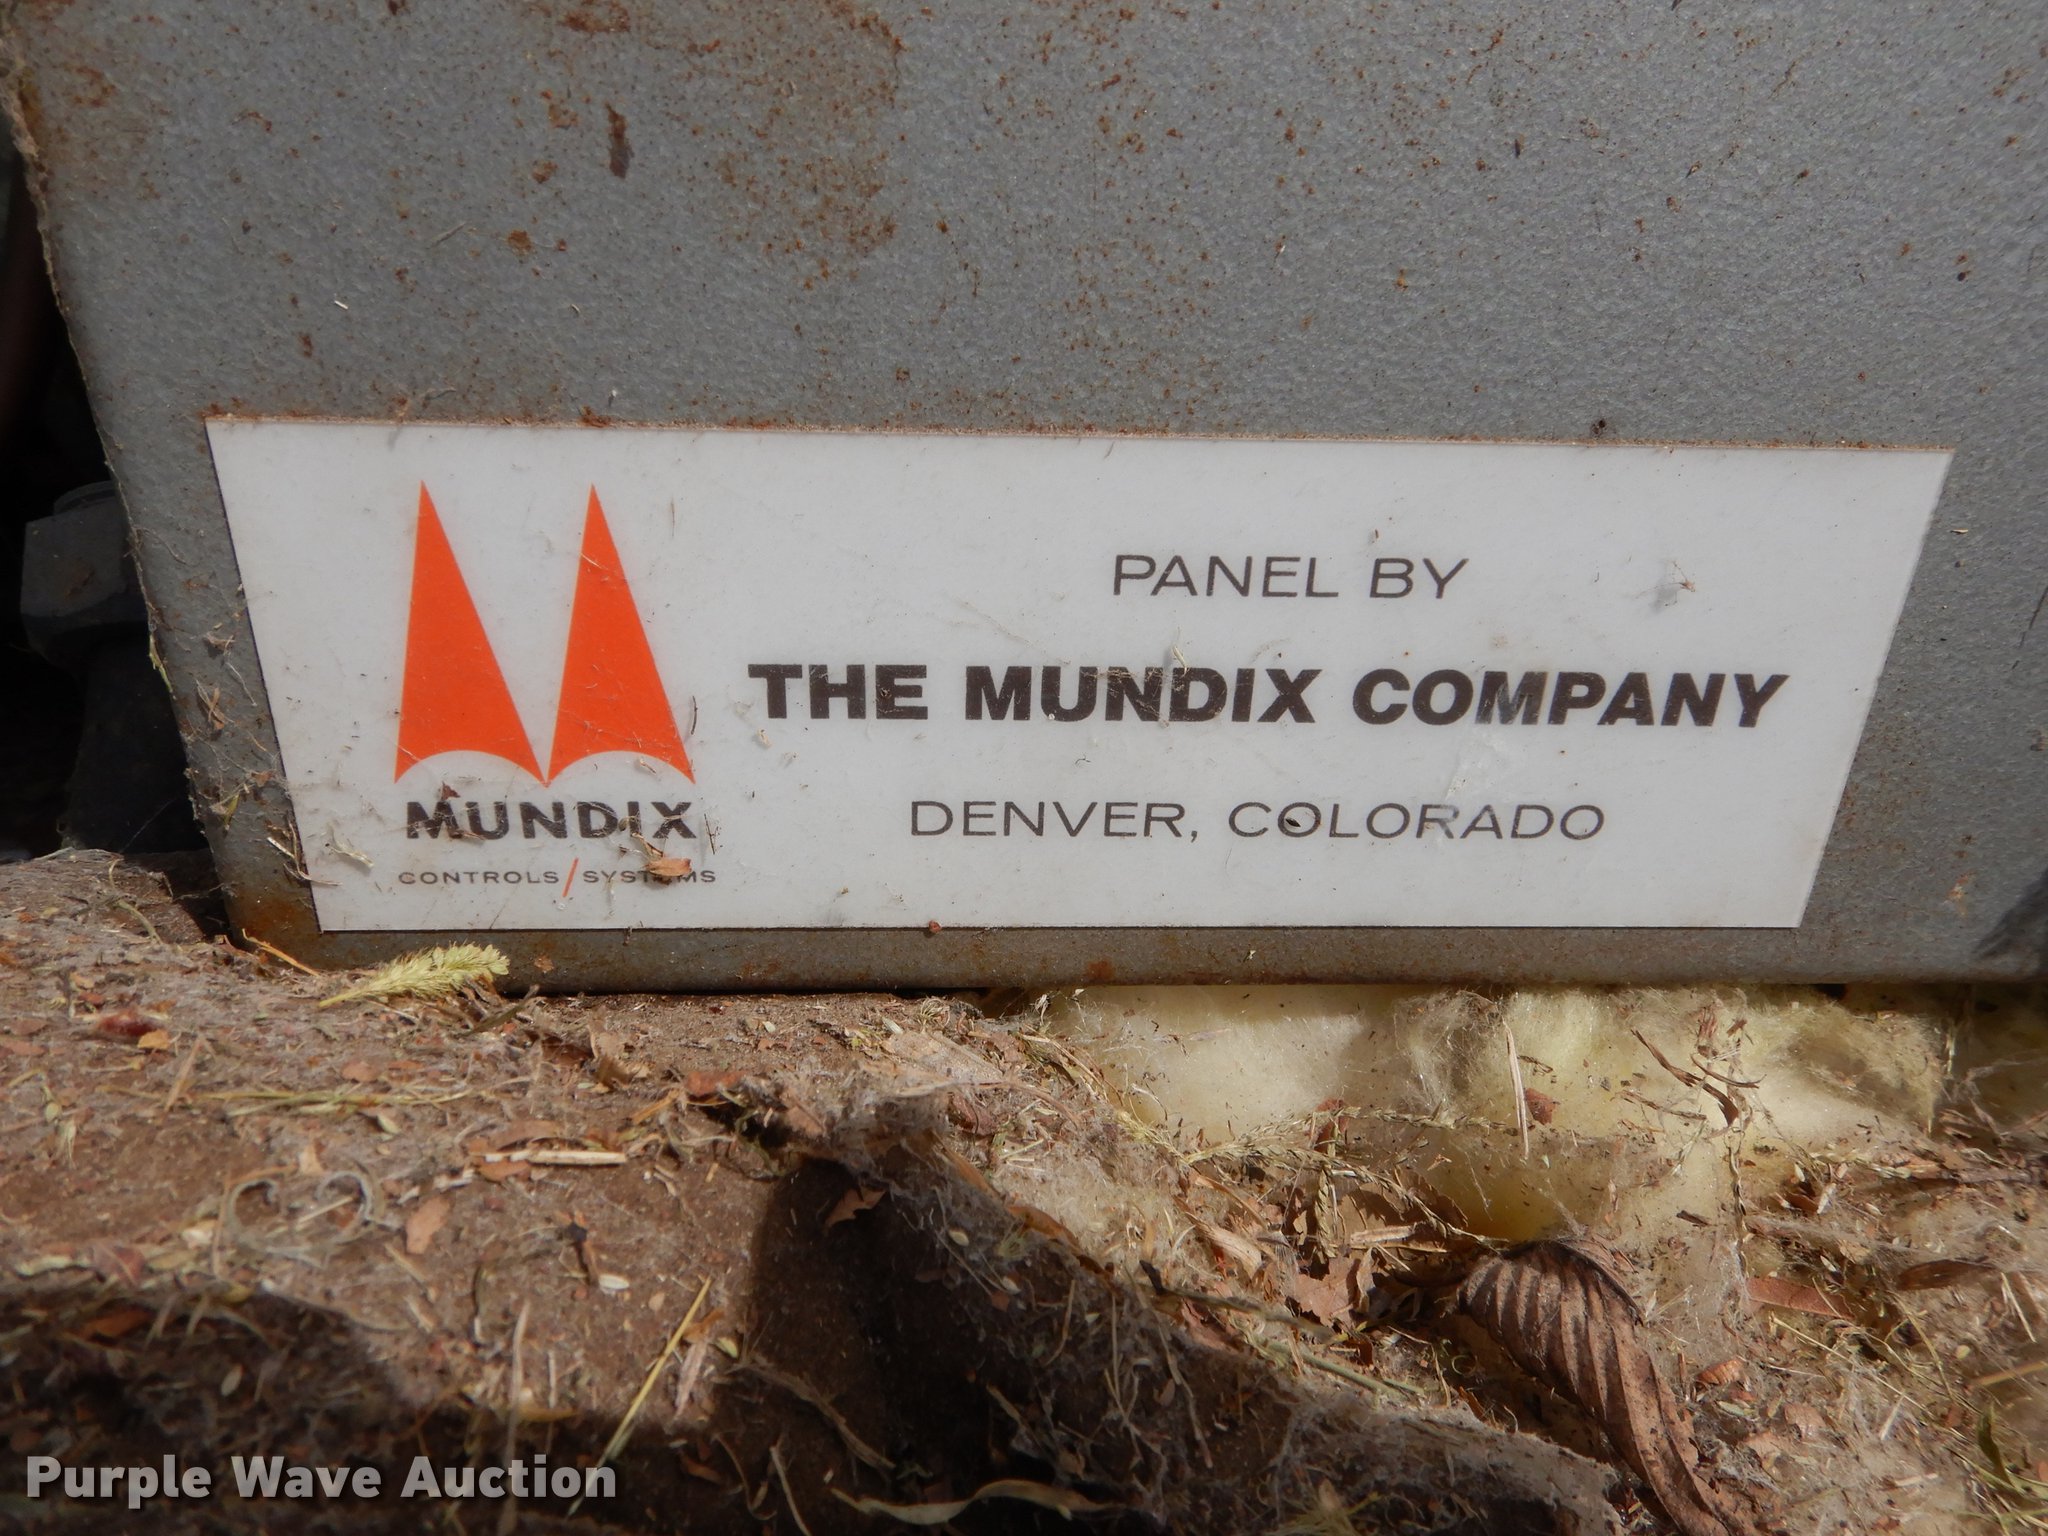 PANEL BY
THE MUNDIX COMPANY
DENVER, COLORADO
MUNDIX
CONTROLS/SYSTEMS
Purple Wave Auction